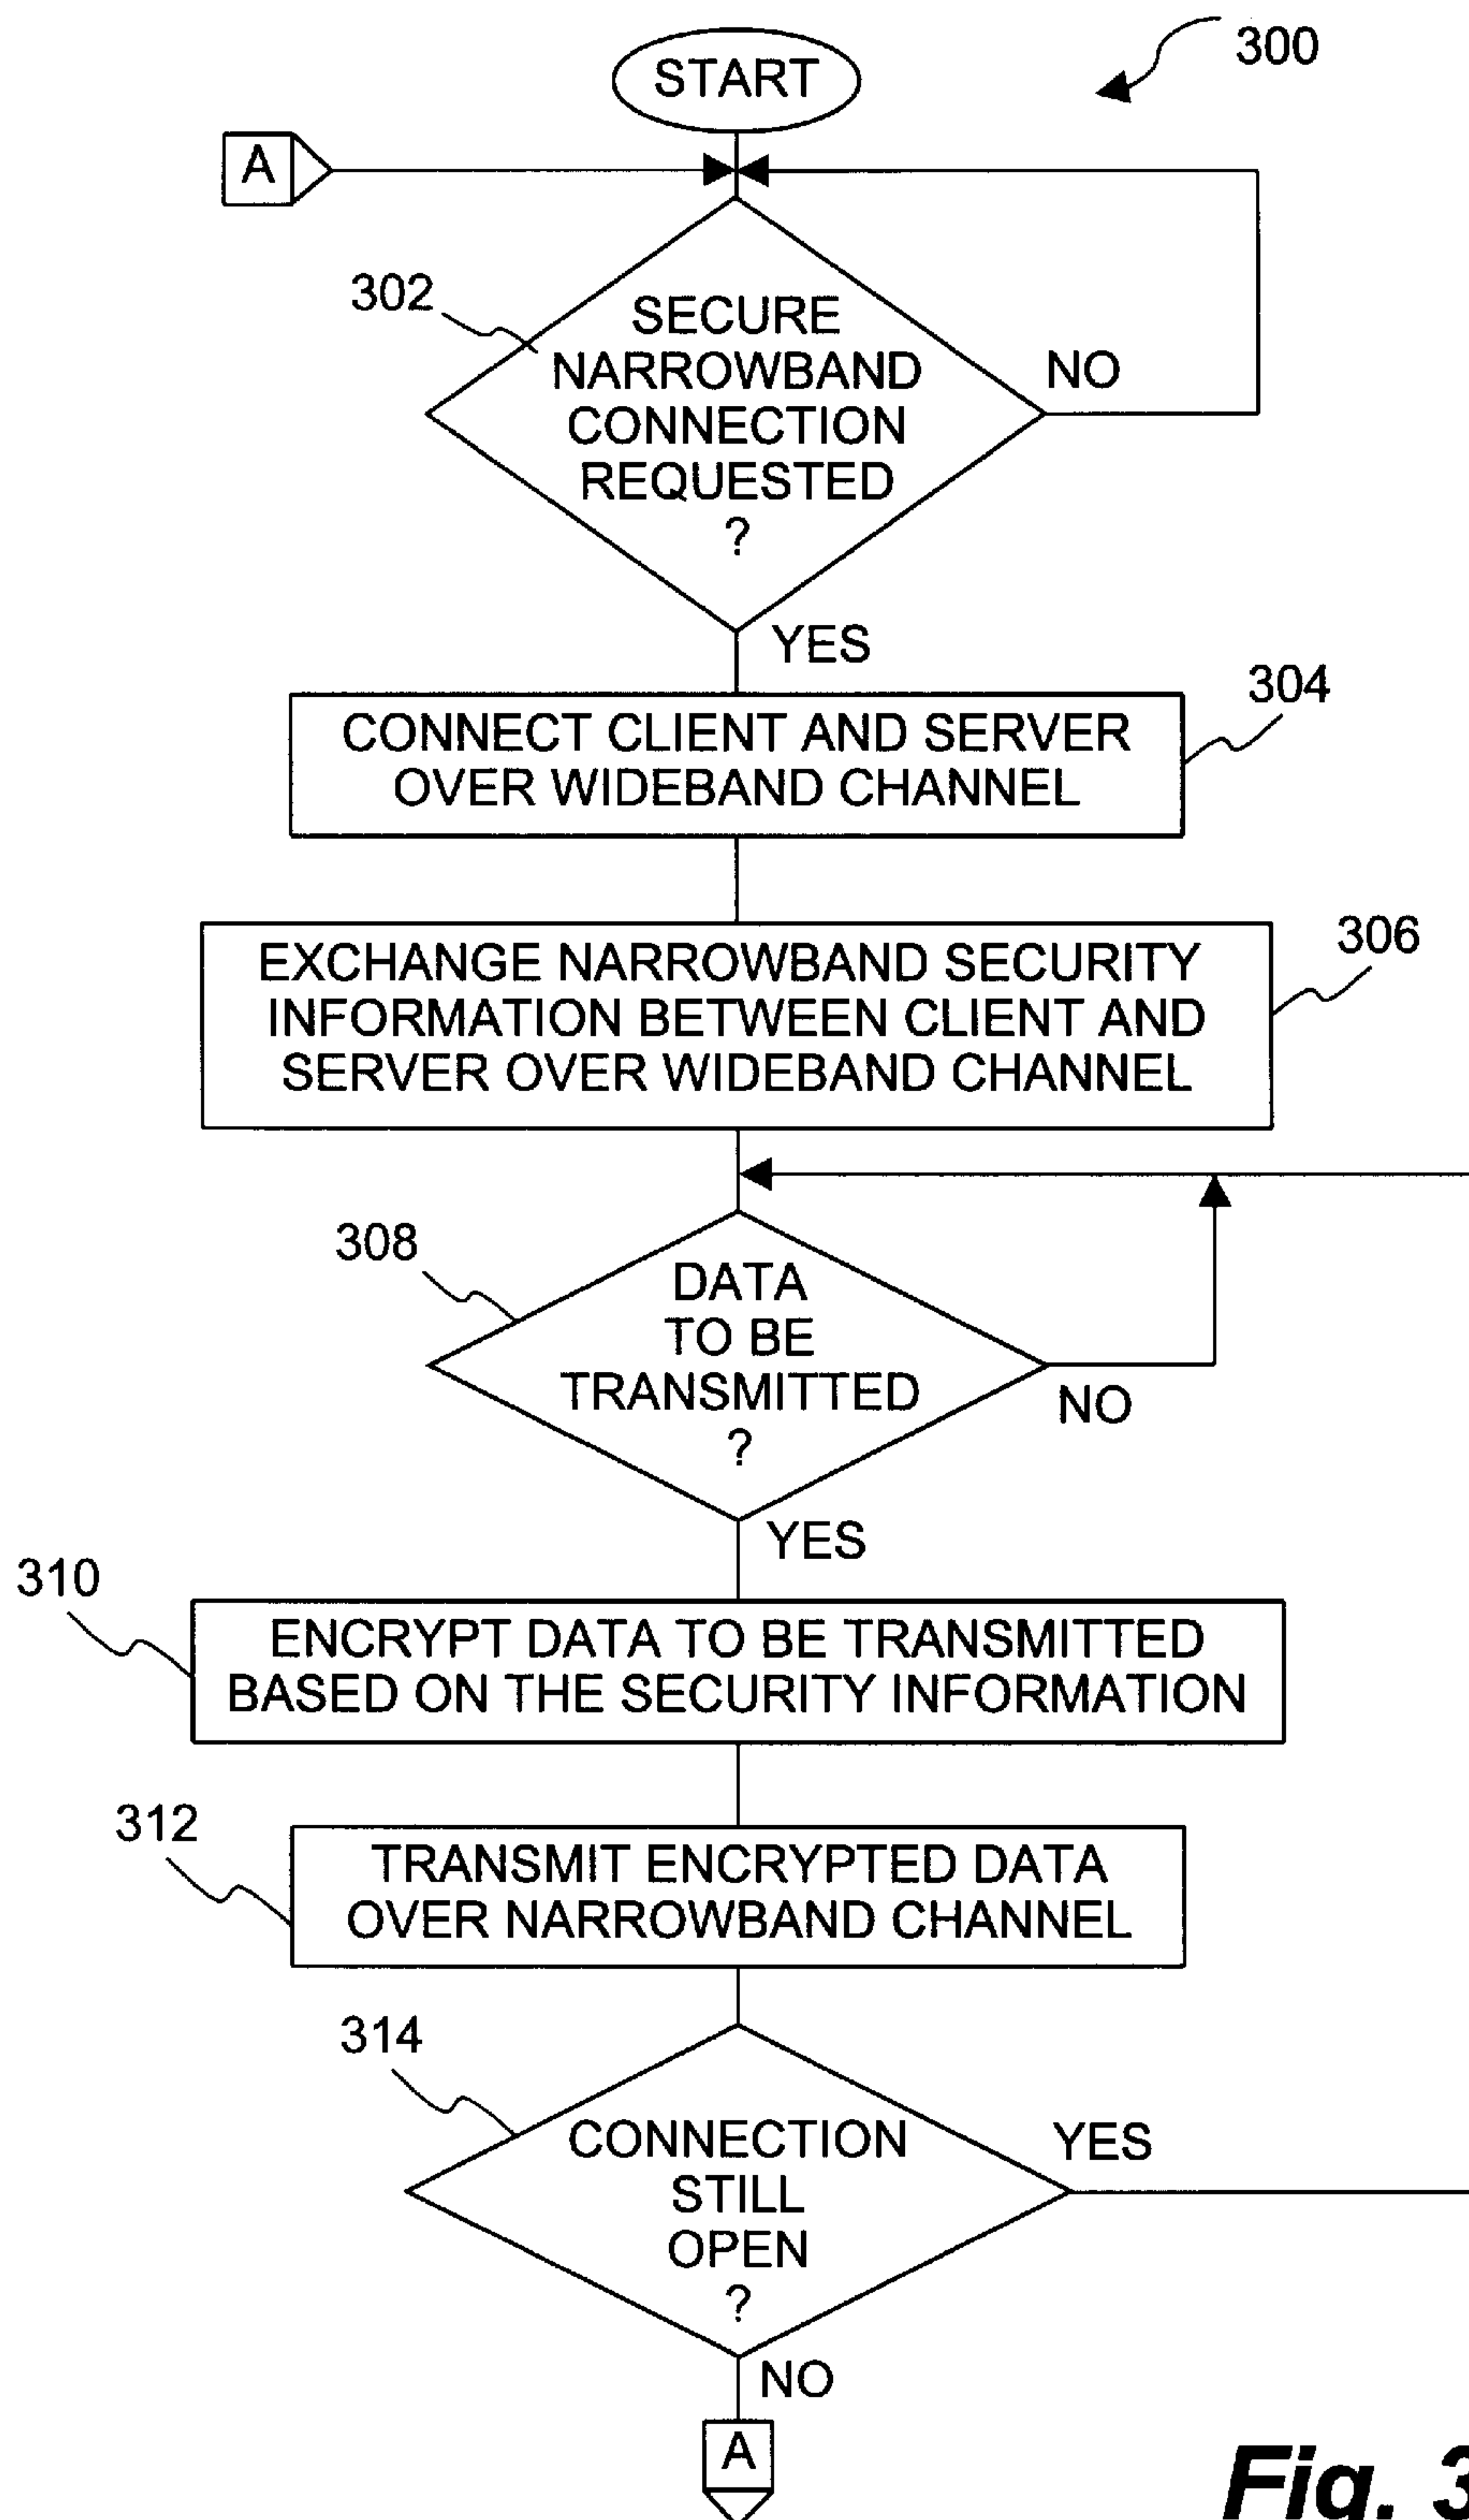 300
START
A
302
SECURE
NARROWBAND
CONNECTION
REQUESTED
?
NO
YES
304
CONNECT CLIENT AND SERVER
OVER WIDEBAND CHANNEL
306
EXCHANGE NARROWBAND SECURITY
INFORMATION BETWEEN CLIENT AND
SERVER OVER WIDEBAND CHANNEL
308
DATA
TO BE
TRANSMITTED
?
NO
YES
310
ENCRYPT DATA TO BE TRANSMITTED
BASED ON THE SECURITY INFORMATION
312
TRANSMIT ENCRYPTED DATA
OVER NARROWBAND CHANNEL
314
CONNECTION
STILL
OPEN
?
YES
NO
A
Fig. 3